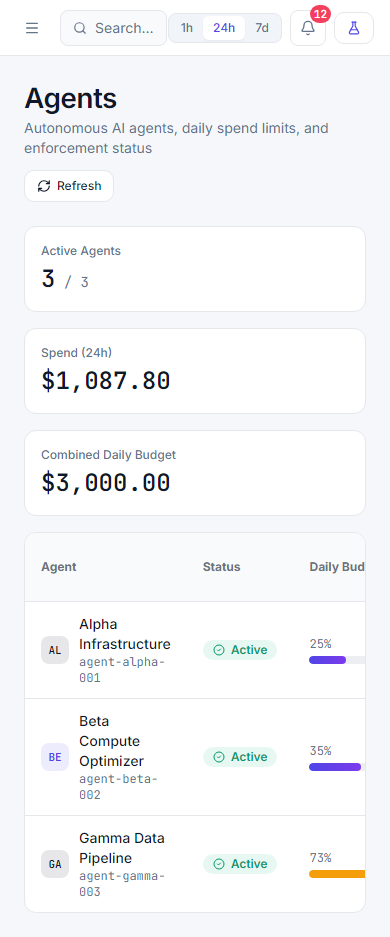 Search...
1h 24h 7d
12
Agents
Autonomous AI agents, daily spend limits, and
enforcement status
Refresh
Active Agents
3 / 3
Spend (24h)
$1,087.80
Combined Daily Budget
$3,000.00
Agent Status Daily Bud
AL
Alpha
Infrastructure
agent-alpha-
001
Active
25%
BE
Beta
Compute
Optimizer
agent-beta-
002
Active
35%
GA
Gamma Data
Pipeline
agent-gamma-
003
Active
73%